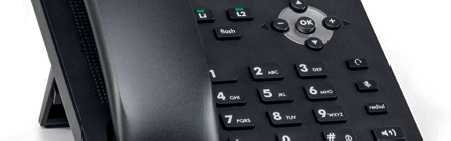 L1 L2
flash OK
1 2 ABC 3 DEF
4 GHI 5 JKL 6 MNO
7 PQRS 8 TUV 9 WXYZ redial
0 #